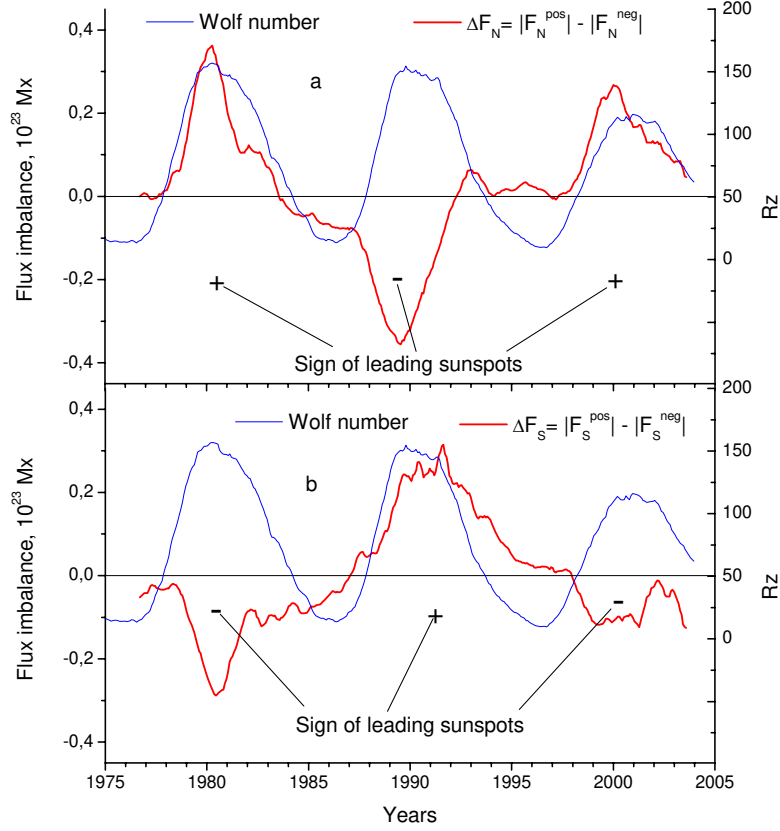 Wolf number
ΔF_N = |F_N^pos| - |F_N^neg|
a
Flux imbalance, 10^23 Mx
0,4
0,2
0,0
-0,2
-0,4
200
150
100
50
0
Rz
+
-
+
Sign of leading sunspots
Wolf number
ΔF_S = |F_S^pos| - |F_S^neg|
b
Flux imbalance, 10^23 Mx
0,4
0,2
0,0
-0,2
-0,4
200
150
100
50
0
Rz
-
+
-
Sign of leading sunspots
1975 1980 1985 1990 1995 2000 2005
Years